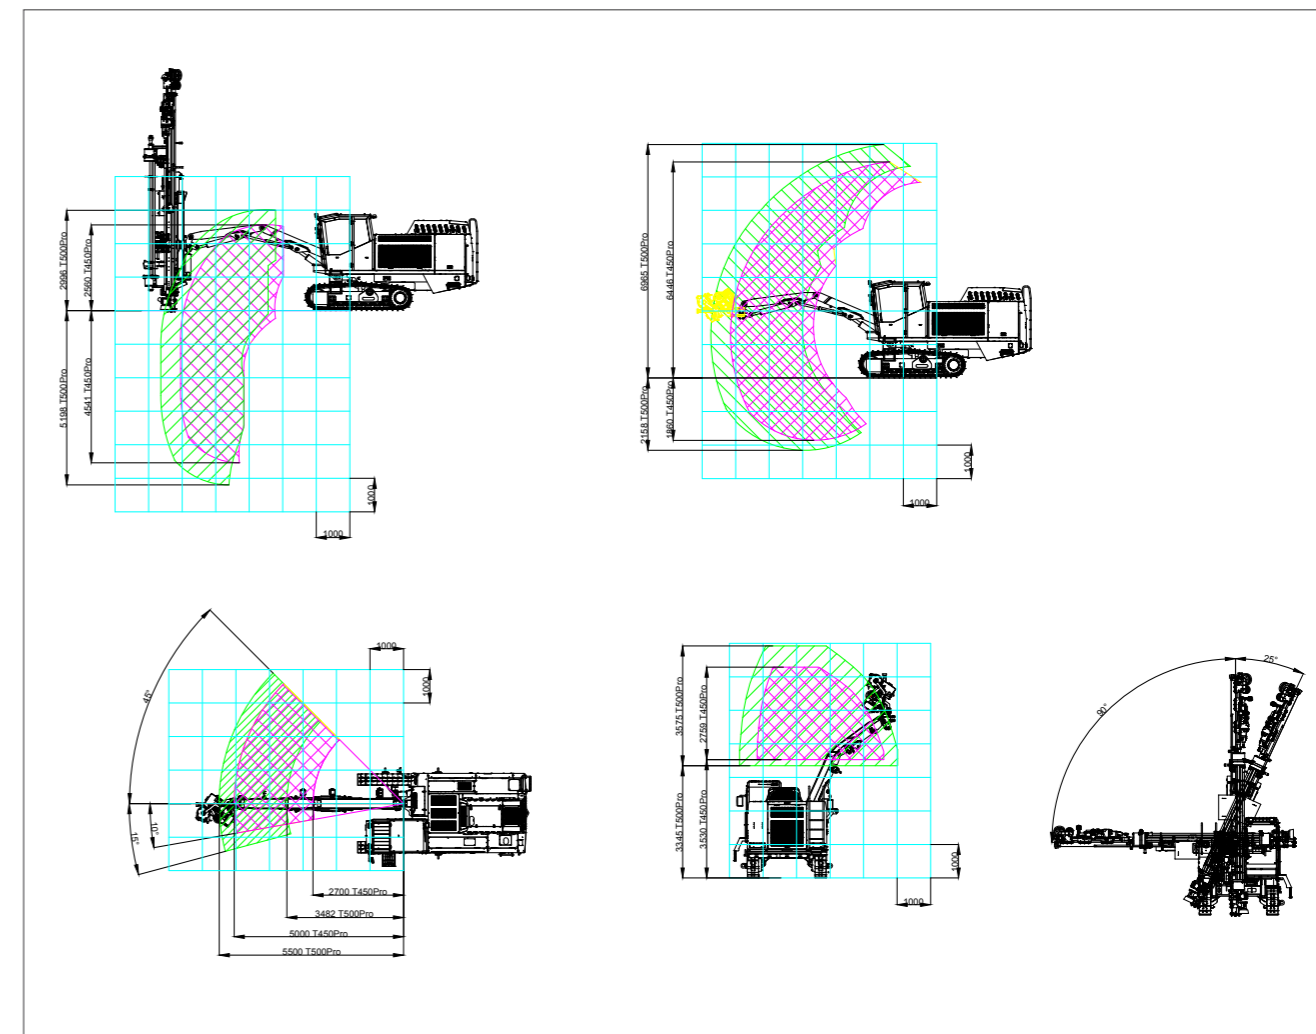 2996 T500Pro
2560 T450Pro
5198 T500Pro
4541 T450Pro
1000
1000
6965 T500Pro
6446 T450Pro
2158 T500Pro
1860 T450Pro
1000
1000
45°
10°
15°
1000
1000
2700 T450Pro
3482 T500Pro
5000 T450Pro
5500 T500Pro
3575 T500Pro
2759 T450Pro
3345 T500Pro
3530 T450Pro
1000
1000
90°
25°